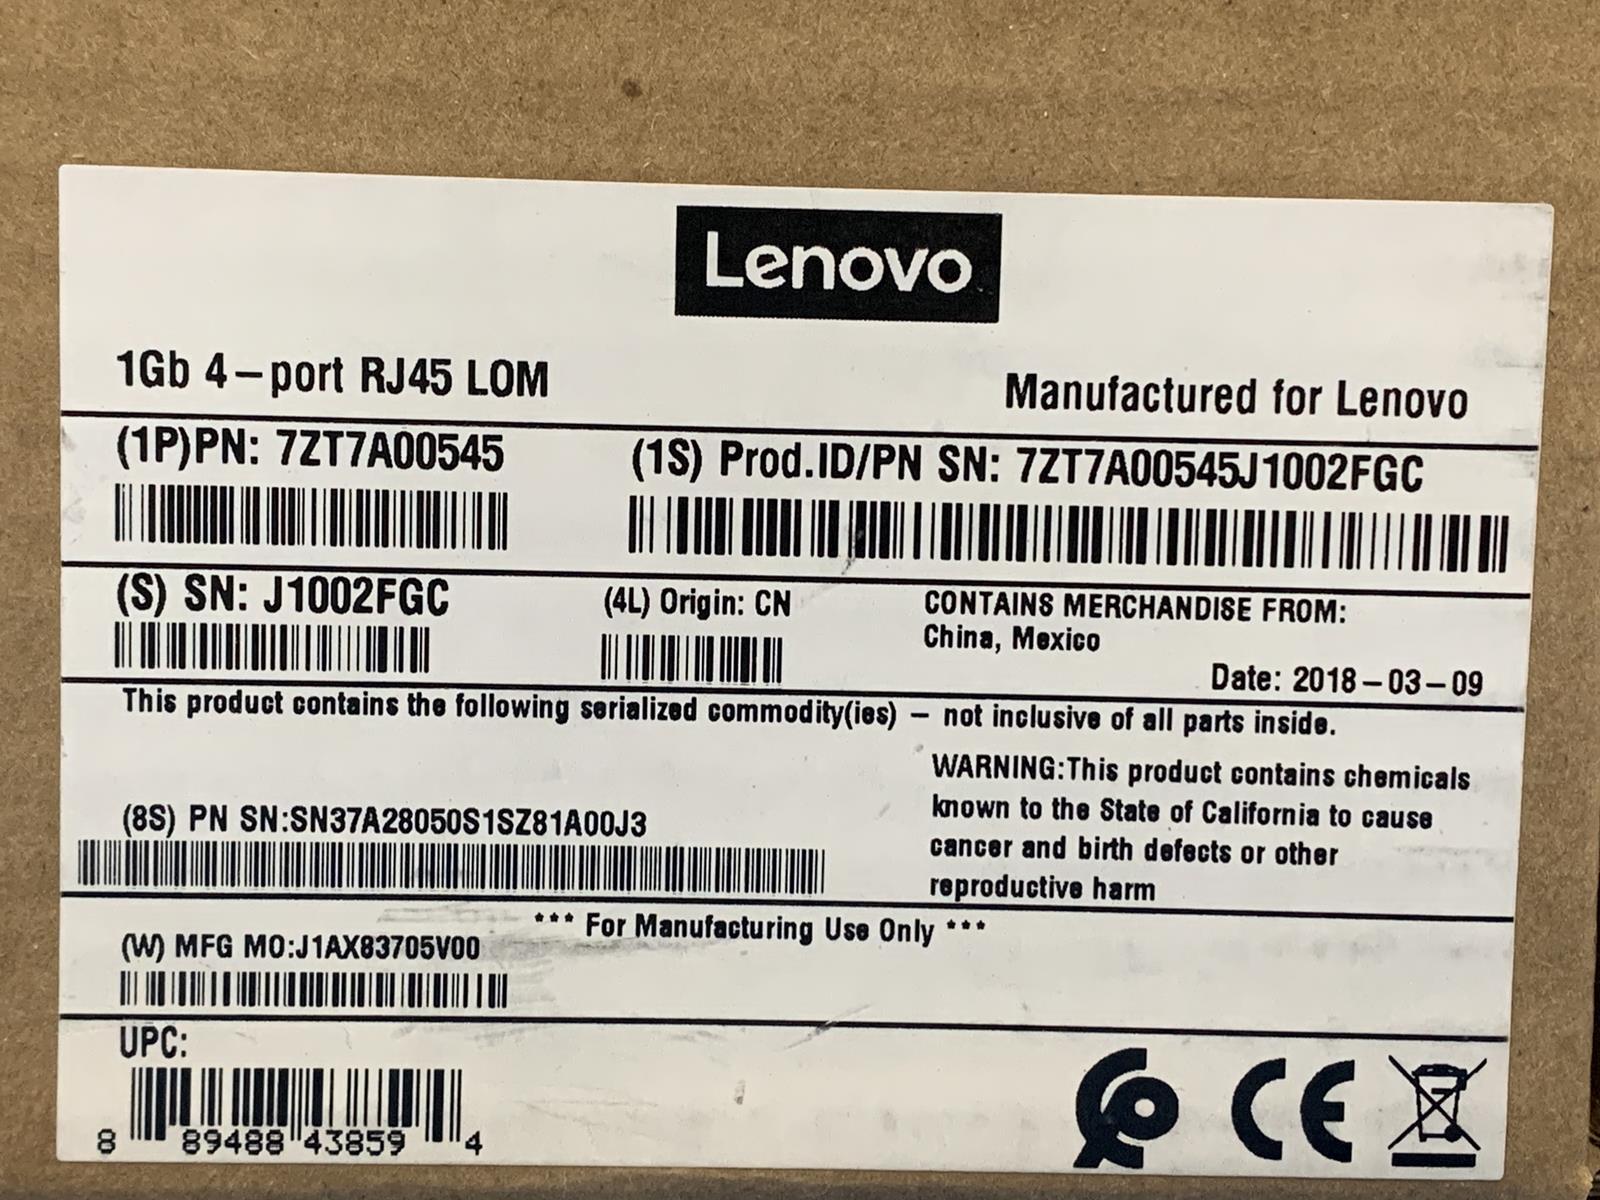 Lenovo
1Gb 4-port RJ45 LOM
Manufactured for Lenovo
(1P)PN: 7ZT7A00545
(1S) Prod.ID/PN SN: 7ZT7A00545J1002FGC
(S) SN: J1002FGC
(4L) Origin: CN
CONTAINS MERCHANDISE FROM:
China, Mexico
Date: 2018-03-09
This product contains the following serialized commodity(ies) - not inclusive of all parts inside.
(8S) PN SN:SN37A28050S1SZ81A00J3
WARNING:This product contains chemicals
known to the State of California to cause
cancer and birth defects or other
reproductive harm
*** For Manufacturing Use Only ***
(W) MFG MO:J1AX83705V00
UPC:
8 89488 43859 4
CE